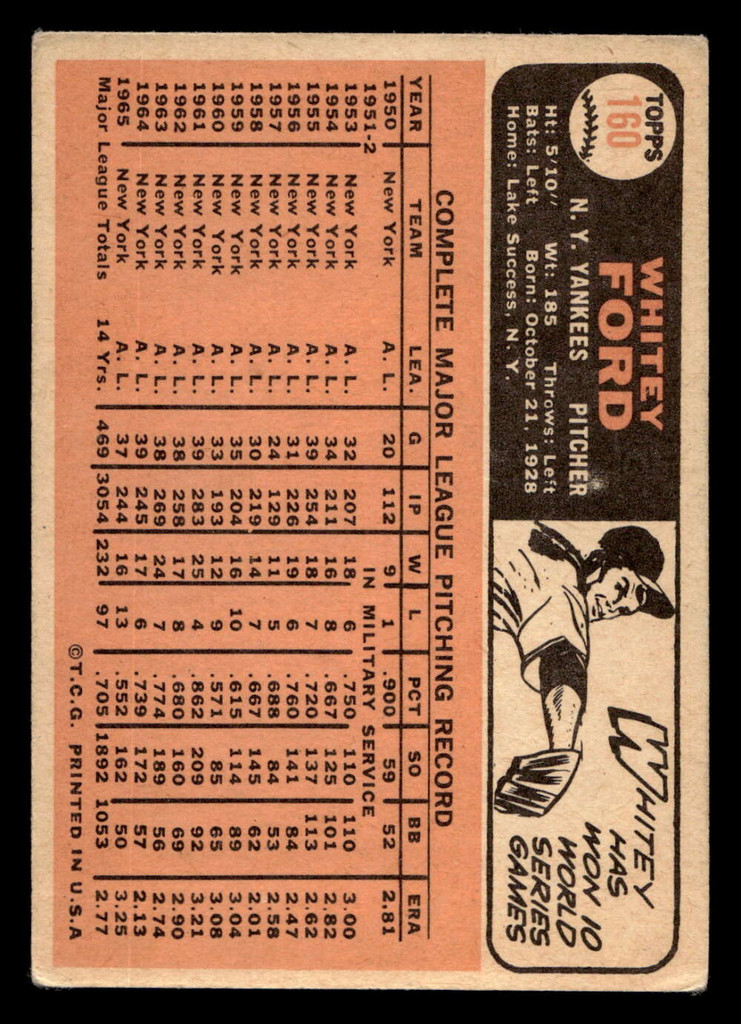 TOPPS
160
WHITEY
FORD
N. Y. YANKEES PITCHER
Ht: 5'10" Wt: 185 Throws: Left
Bats: Left Born: October 21, 1928
Home: Lake Success, N. Y.
WHITEY
HAS
WON 10
WORLD
SERIES
GAMES
COMPLETE MAJOR LEAGUE PITCHING RECORD
YEAR TEAM LEA. G IP W L PCT SO BB ERA
1950 New York A. L. 20 112 9 1 .900 59 52 2.81
1951-2 IN MILITARY SERVICE
1953 New York A. L. 32 207 18 6 .750 110 110 3.00
1954 New York A. L. 34 211 16 8 .667 125 101 2.82
1955 New York A. L. 39 254 18 7 .720 137 113 2.62
1956 New York A. L. 31 226 19 6 .760 141 84 2.47
1957 New York A. L. 24 129 11 5 .688 84 53 2.58
1958 New York A. L. 30 219 14 7 .667 145 62 2.01
1959 New York A. L. 35 204 16 10 .615 114 89 3.04
1960 New York A. L. 33 193 12 9 .571 85 65 3.08
1961 New York A. L. 39 283 25 4 .862 209 92 3.21
1962 New York A. L. 38 258 17 8 .680 160 69 2.90
1963 New York A. L. 38 269 24 7 .774 189 56 2.74
1964 New York A. L. 39 245 17 6 .739 172 57 2.13
1965 New York A. L. 37 244 16 13 .552 162 50 3.25
Major League Totals 14 Yrs. 469 3054 232 97 .705 1892 1053 2.77
©T.C.G. PRINTED IN U.S.A